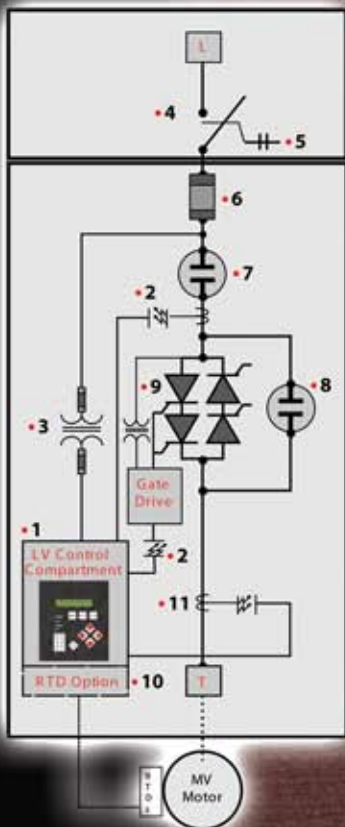 L
•4
•5
•6
•7
•2
•9
•8
•3
Gate
Drive
•1
•2
LV Control
Compartment
•11
RTD Option
•10
T
MV
Motor
R
T
D
s